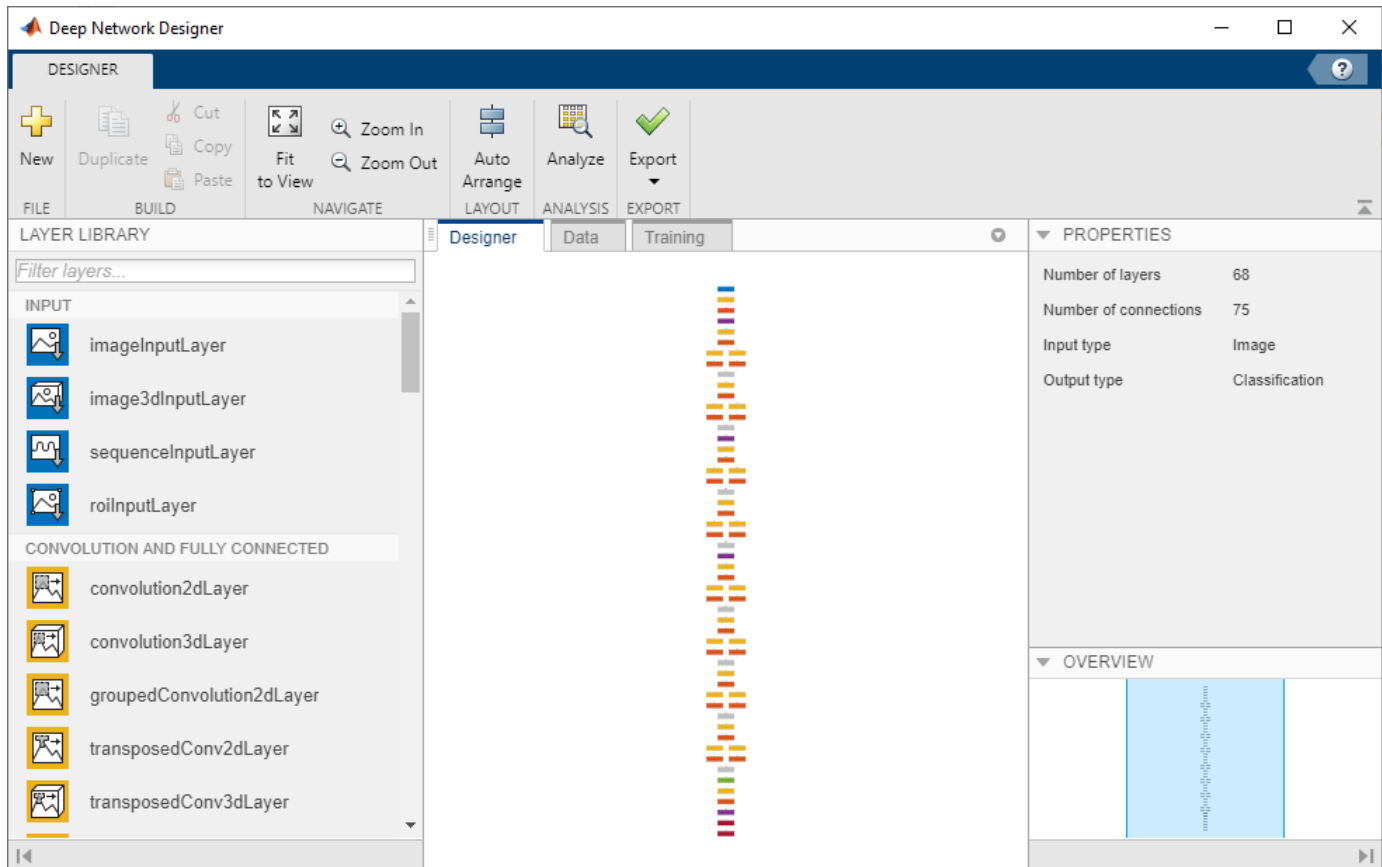 Deep Network Designer
DESIGNER
?
New
Duplicate
Cut
Copy
Paste
Fit
to View
Zoom In
Zoom Out
Auto
Arrange
Analyze
Export
FILE
BUILD
NAVIGATE
LAYOUT
ANALYSIS
EXPORT
LAYER LIBRARY
Filter layers...
INPUT
imageInputLayer
image3dInputLayer
sequenceInputLayer
roiInputLayer
CONVOLUTION AND FULLY CONNECTED
convolution2dLayer
convolution3dLayer
groupedConvolution2dLayer
transposedConv2dLayer
transposedConv3dLayer
Designer
Data
Training
PROPERTIES
Number of layers 68
Number of connections 75
Input type Image
Output type Classification
OVERVIEW